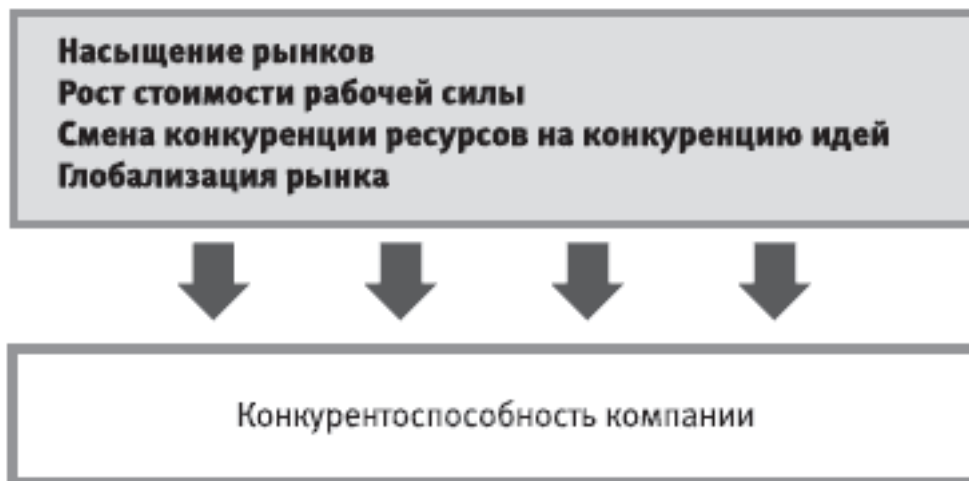 Насыщение рынков
Рост стоимости рабочей силы
Смена конкуренции ресурсов на конкуренцию идей
Глобализация рынка
Конкурентоспособность компании